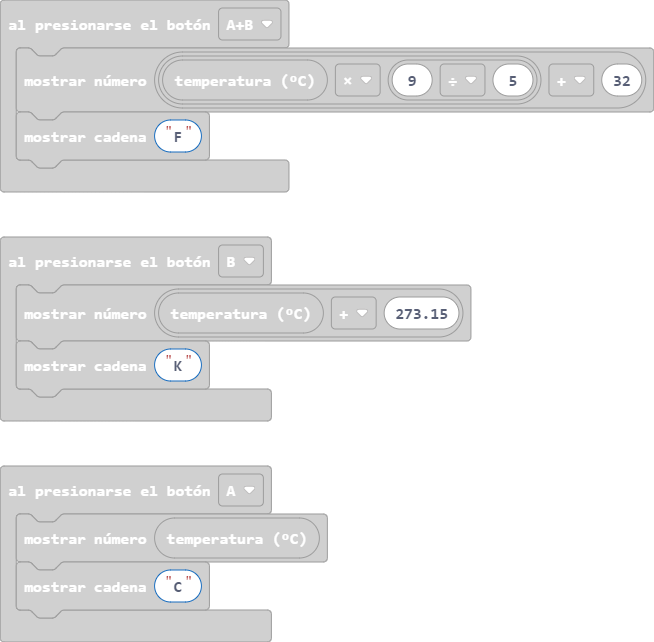 al presionarse el botón A+B
mostrar número temperatura (ºC) × 9 ÷ 5 + 32
mostrar cadena "F"
al presionarse el botón B
mostrar número temperatura (ºC) + 273.15
mostrar cadena "K"
al presionarse el botón A
mostrar número temperatura (ºC)
mostrar cadena "C"